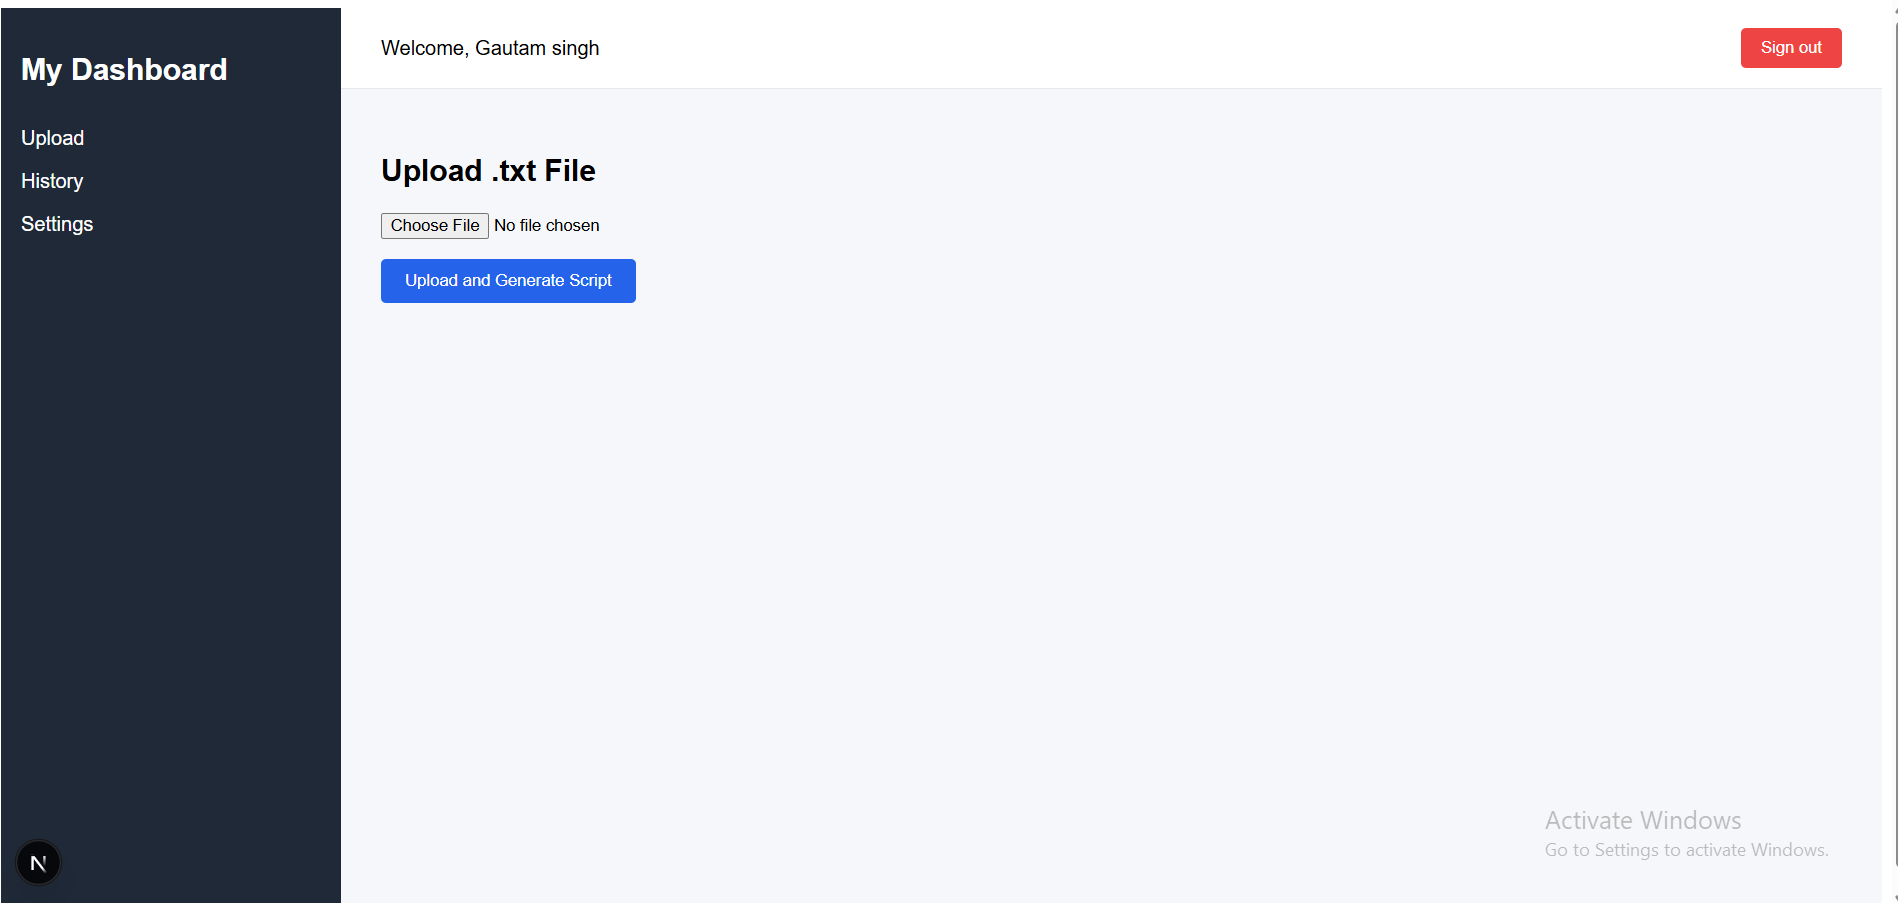 My Dashboard
Upload
History
Settings
N
Welcome, Gautam singh
Sign out
Upload .txt File
Choose File No file chosen
Upload and Generate Script
Activate Windows
Go to Settings to activate Windows.